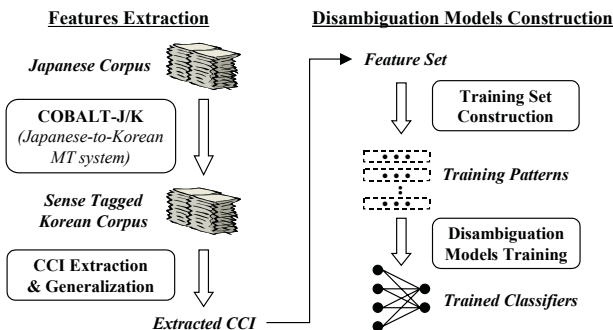 Features Extraction
Japanese Corpus
COBALT-J/K
(Japanese-to-Korean
MT system)
Sense Tagged
Korean Corpus
CCI Extraction
& Generalization
Extracted CCI
Disambiguation Models Construction
Feature Set
Training Set
Construction
Training Patterns
Disambiguation
Models Training
Trained Classifiers